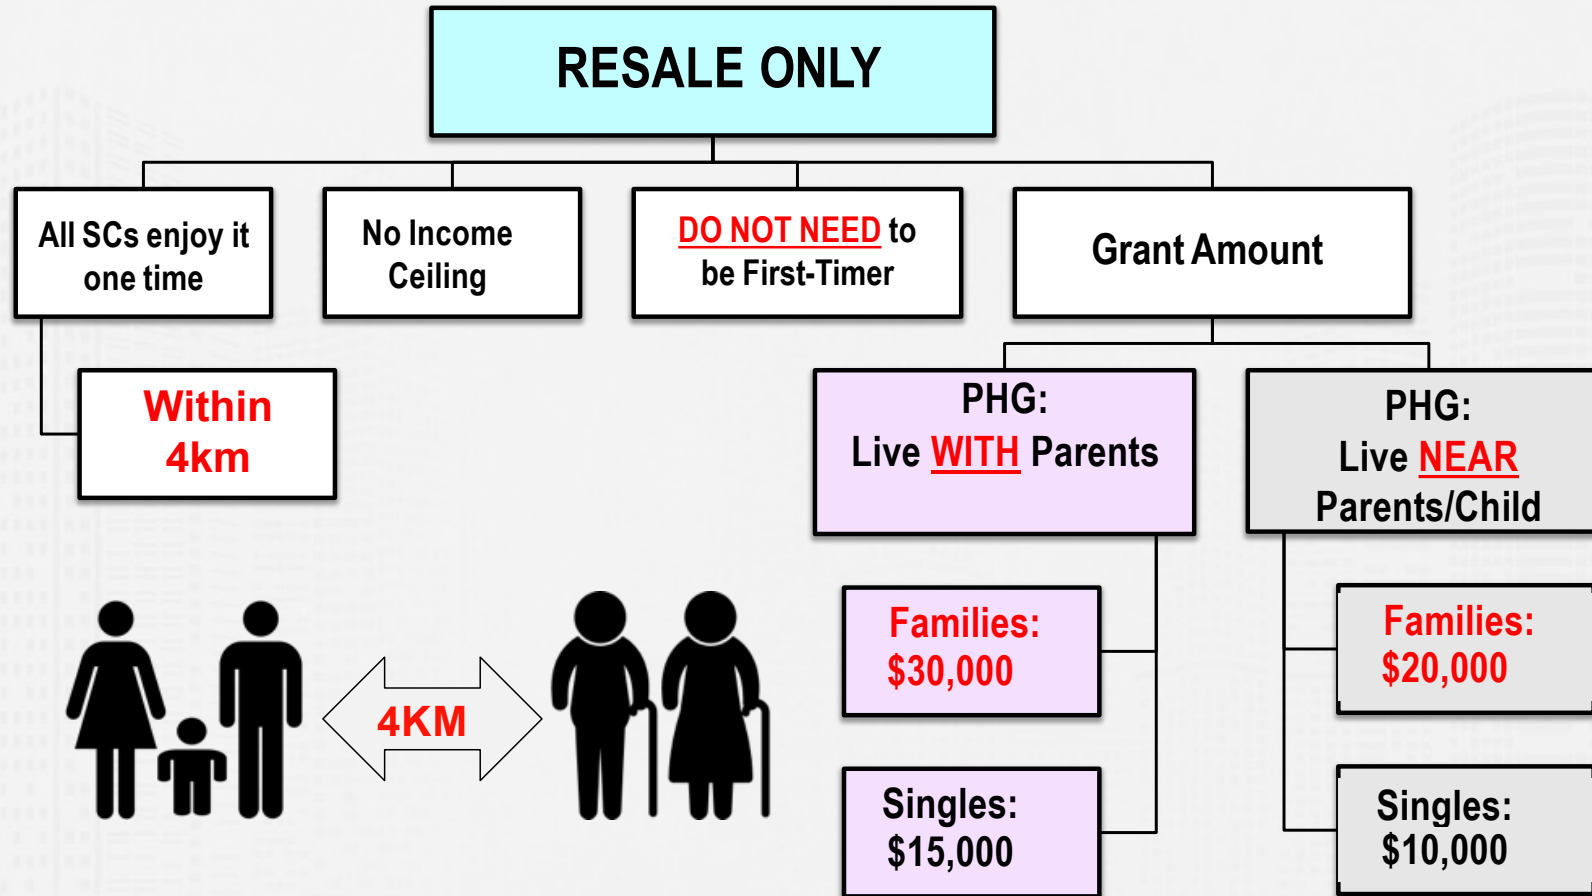 RESALE ONLY
All SCs enjoy it
one time
No Income
Ceiling
DO NOT NEED to
be First-Timer
Grant Amount
Within
4km
PHG:
Live WITH Parents
PHG:
Live NEAR
Parents/Child
Families:
$30,000
Families:
$20,000
4KM
Singles:
$15,000
Singles:
$10,000